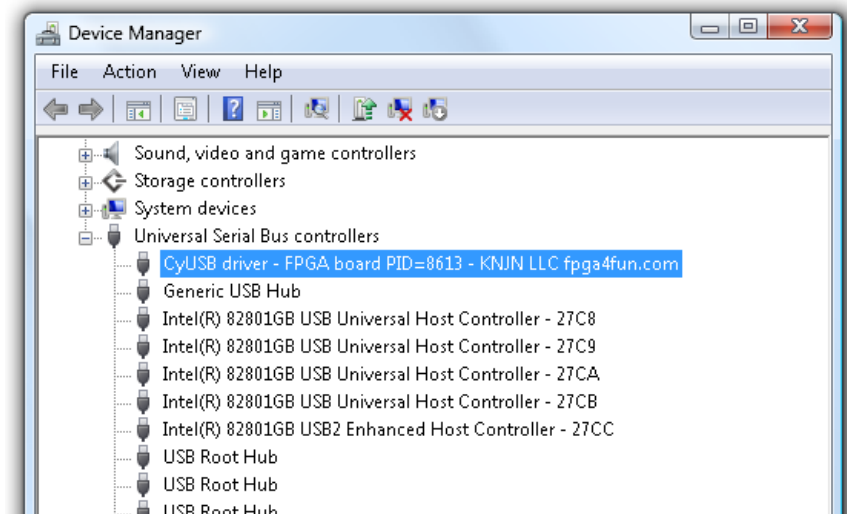 Device Manager
File Action View Help
Sound, video and game controllers
Storage controllers
System devices
Universal Serial Bus controllers
CyUSB driver - FPGA board PID=8613 - KNJN LLC fpga4fun.com
Generic USB Hub
Intel(R) 82801GB USB Universal Host Controller - 27C8
Intel(R) 82801GB USB Universal Host Controller - 27C9
Intel(R) 82801GB USB Universal Host Controller - 27CA
Intel(R) 82801GB USB Universal Host Controller - 27CB
Intel(R) 82801GB USB2 Enhanced Host Controller - 27CC
USB Root Hub
USB Root Hub
USB Root Hub